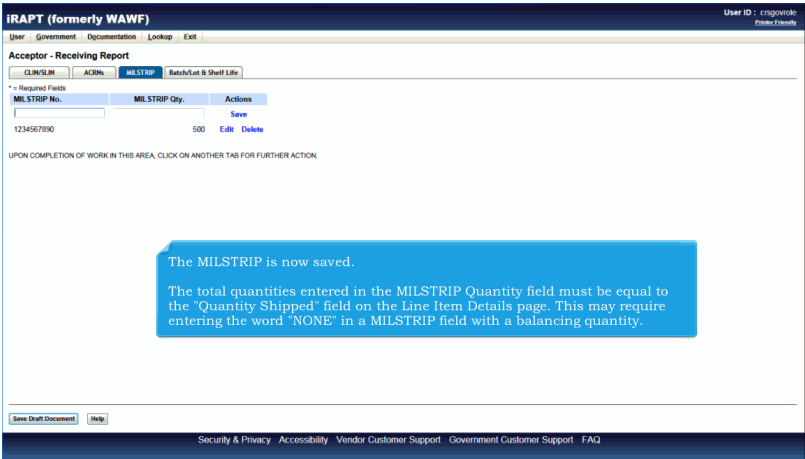 iRAPT (formerly WAWF)
User ID : crsgovrole
Printer Friendly
User Government Documentation Lookup Exit
Acceptor - Receiving Report
CLIN/SLIN ACRNs MILSTRIP Batch/Lot & Shelf Life
* = Required Fields
MILSTRIP No. MILSTRIP Qty. Actions
Save
1234567890 500 Edit Delete
UPON COMPLETION OF WORK IN THIS AREA, CLICK ON ANOTHER TAB FOR FURTHER ACTION.
The MILSTRIP is now saved.
The total quantities entered in the MILSTRIP Quantity field must be equal to
the "Quantity Shipped" field on the Line Item Details page. This may require
entering the word "NONE" in a MILSTRIP field with a balancing quantity.
Save Draft Document Help
Security & Privacy Accessibility Vendor Customer Support Government Customer Support FAQ